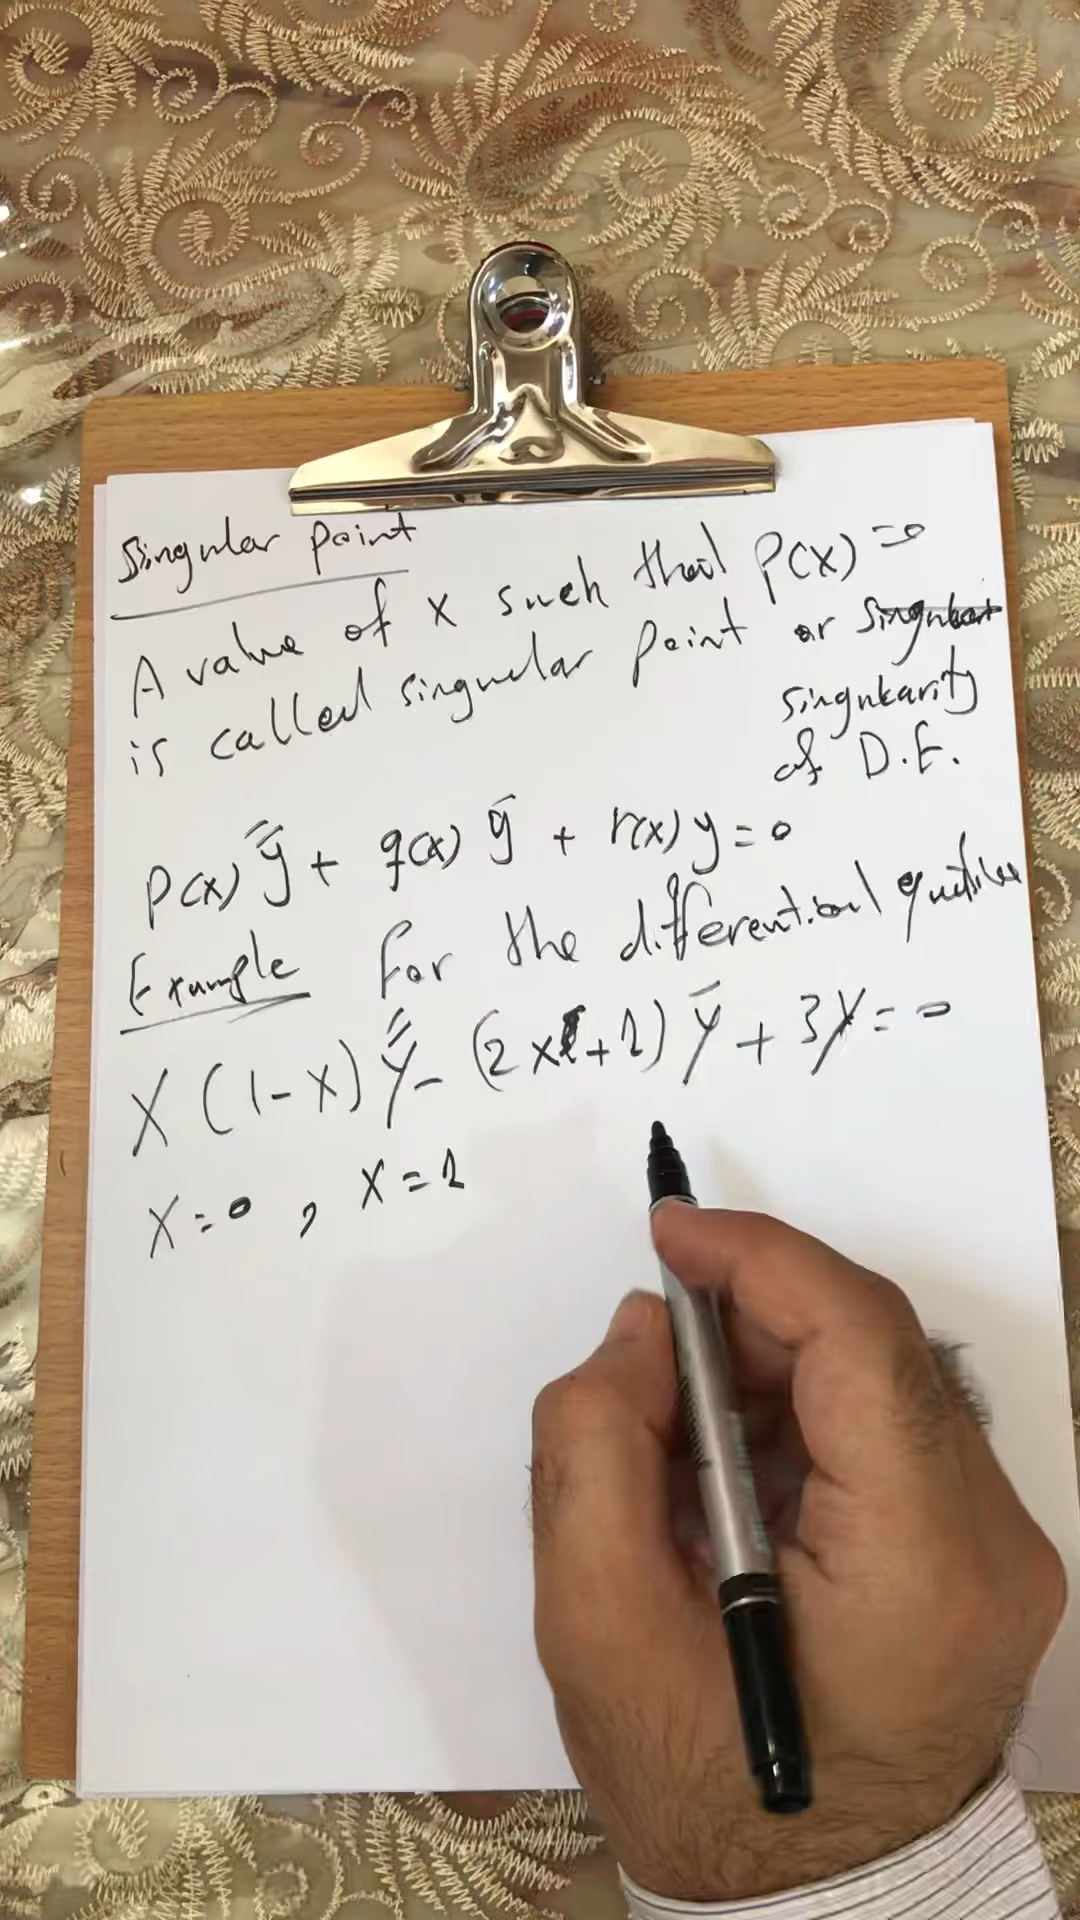 Singular point
A value of x such that P(x) = 0
is called singular point or singular
singularity
of D.E.
P(x) y̿ + q(x) y̅ + r(x) y = 0
Example For the differential
X (1-x) y̿ - (2x+1) y̅ + 3y = 0
X = 0 , X = 1